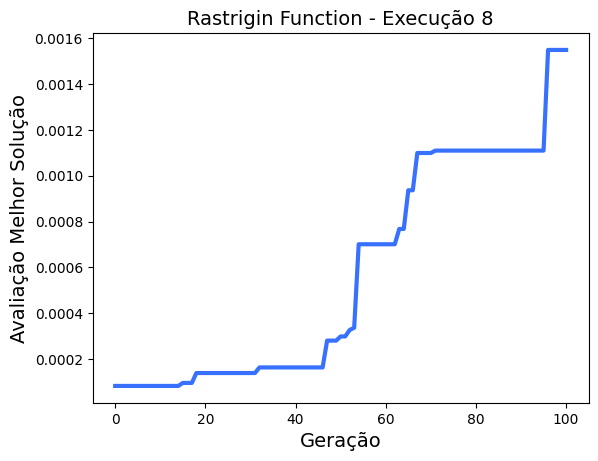 Rastrigin Function - Execução 8
Avaliação Melhor Solução
0.0016
0.0014
0.0012
0.0010
0.0008
0.0006
0.0004
0.0002
0 20 40 60 80 100
Geração